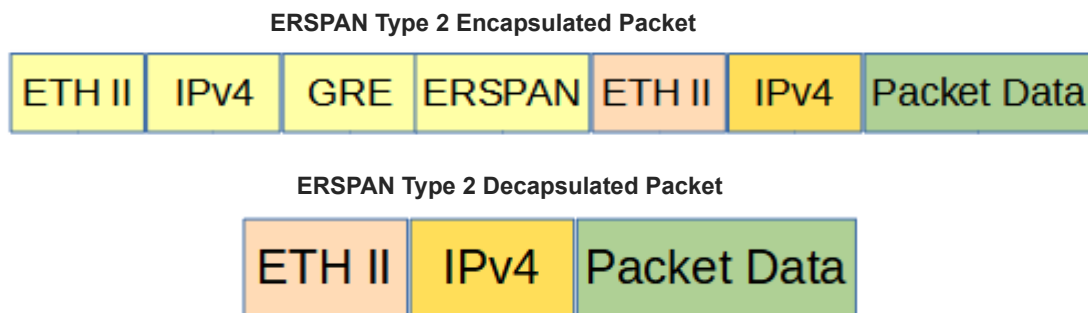 ERSPAN Type 2 Encapsulated Packet
ETH II IPv4 GRE ERSPAN ETH II IPv4 Packet Data
ERSPAN Type 2 Decapsulated Packet
ETH II IPv4 Packet Data